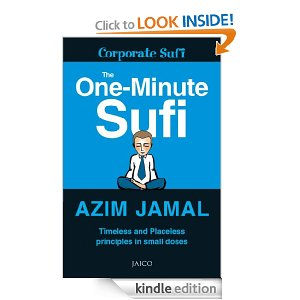 Click to
LOOK INSIDE!
Corporate Sufi
The
One-Minute
Sufi
AZIM JAMAL
Timeless and Placeless
principles in small doses
JAICO
kindle edition